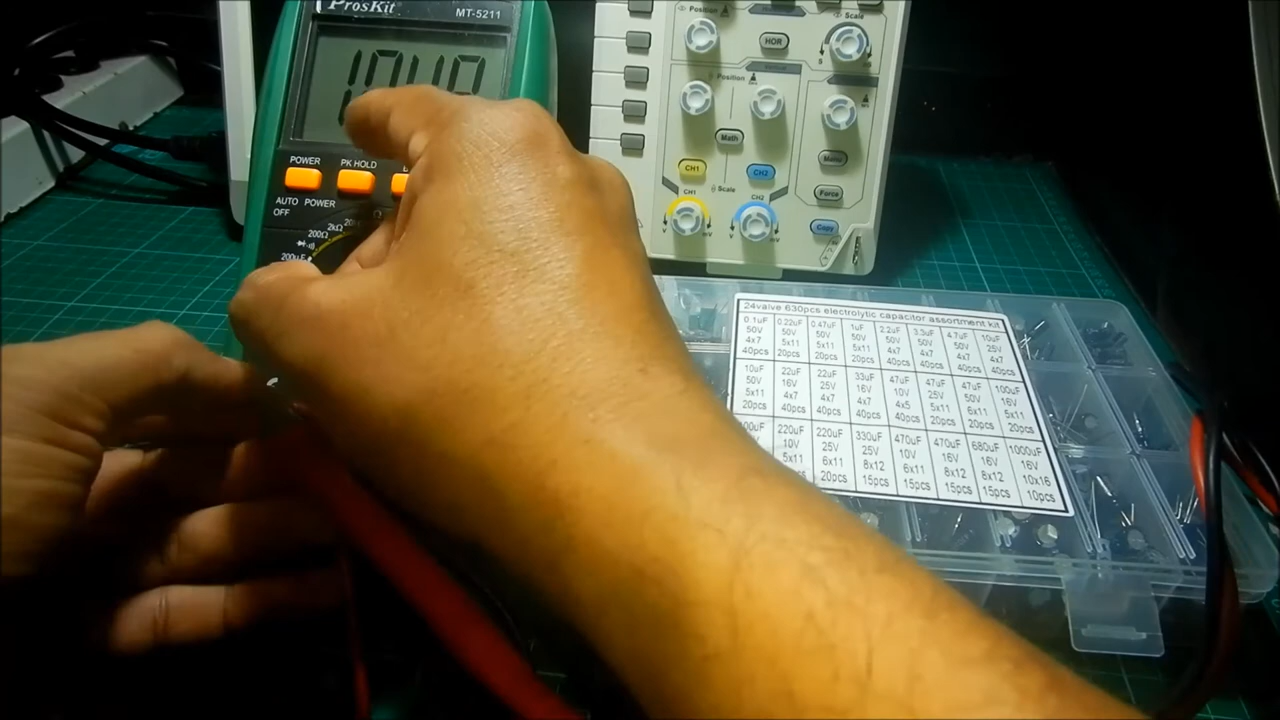 ProsKit
MT-5211
POWER
PK HOLD
AUTO POWER
OFF
2kΩ
200Ω
200uF
Position
HOR
Scale
Position
Math
Menu
CH1
CH2
CH1
Scale
CH2
Force
Copy
24valve 630pcs electrolytic capacitor assortment kit
0.1uF 0.22uF 0.47uF 1uF 2.2uF 3.3uF 4.7uF 10uF
50V 50V 50V 50V 50V 50V 50V 25V
4x7 5x11 5x11 5x11 4x7 4x7 4x7 4x7
40pcs 20pcs 20pcs 20pcs 40pcs 40pcs 40pcs 40pcs
10uF 22uF 22uF 33uF 47uF 47uF 47uF 100uF
50V 16V 25V 16V 10V 25V 50V 16V
5x11 4x7 4x7 4x7 4x5 5x11 6x11 5x11
20pcs 40pcs 40pcs 40pcs 40pcs 20pcs 20pcs 20pcs
220uF 220uF 330uF 470uF 470uF 680uF 1000uF
10V 25V 25V 10V 16V 16V 16V
5x11 6x11 8x12 6x11 8x12 8x12 10x16
20pcs 15pcs 15pcs 15pcs 15pcs 10pcs